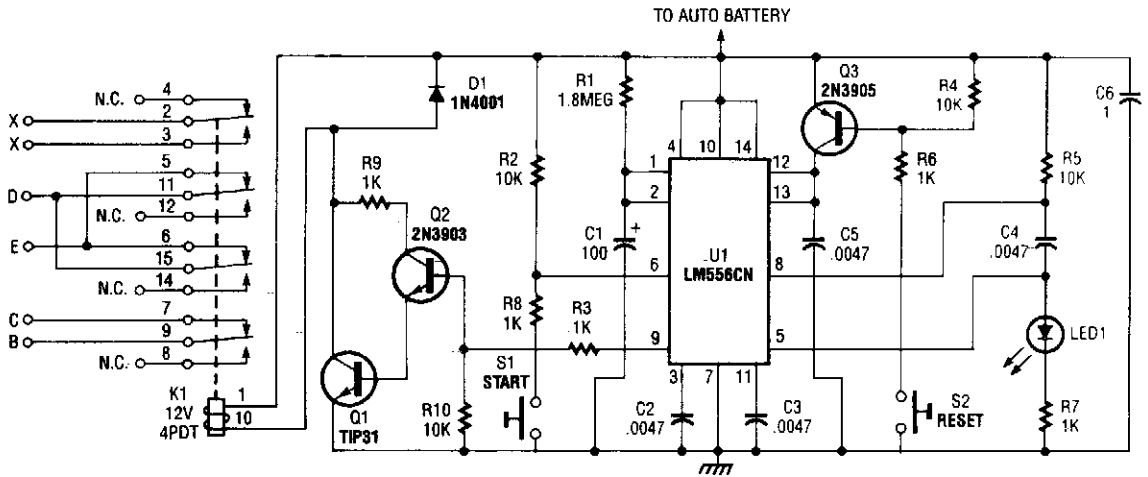 TO AUTO BATTERY
N.C.
4
X
2
X
3
5
D
11
N.C.
12
E
6
15
N.C.
14
C
7
B
9
N.C.
8
K1
12V
4PDT
1
10
D1
1N4001
R9
1K
Q2
2N3903
Q1
TIP31
R10
10K
R2
10K
R8
1K
S1
START
R3
1K
R1
1.8MEG
C1
100
+
4
10
14
1
2
6
9
12
13
8
5
3
7
11
U1
LM556CN
C2
.0047
C3
.0047
Q3
2N3905
R4
10K
R6
1K
C5
.0047
S2
RESET
R5
10K
C4
.0047
LED1
R7
1K
C6
1